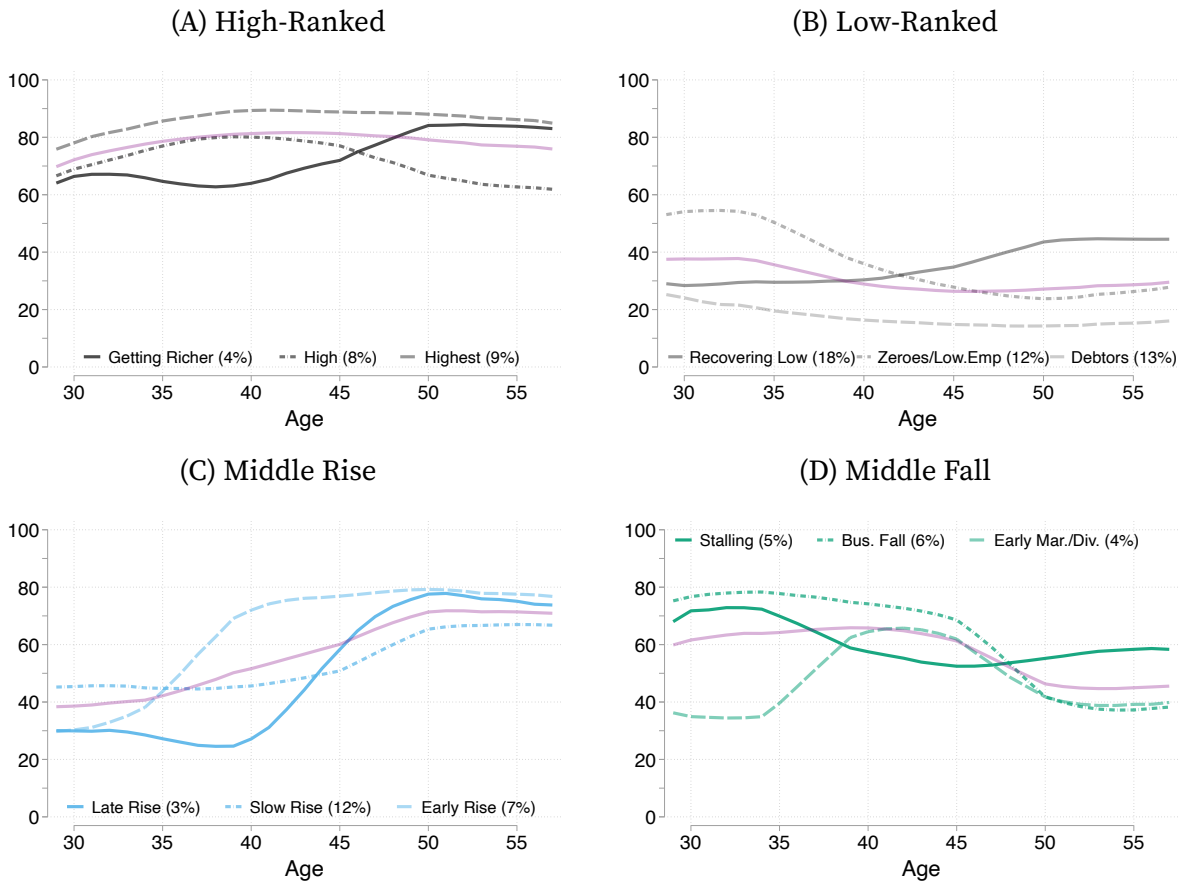 (A) High-Ranked
100
80
60
40
20
0
Getting Richer (4%) High (8%) Highest (9%)
30 35 40 45 50 55
Age
(B) Low-Ranked
100
80
60
40
20
0
Recovering Low (18%) Zeroes/Low.Emp (12%) Debtors (13%)
30 35 40 45 50 55
Age
(C) Middle Rise
100
80
60
40
20
0
Late Rise (3%) Slow Rise (12%) Early Rise (7%)
30 35 40 45 50 55
Age
(D) Middle Fall
Stalling (5%) Bus. Fall (6%) Early Mar./Div. (4%)
100
80
60
40
20
0
30 35 40 45 50 55
Age